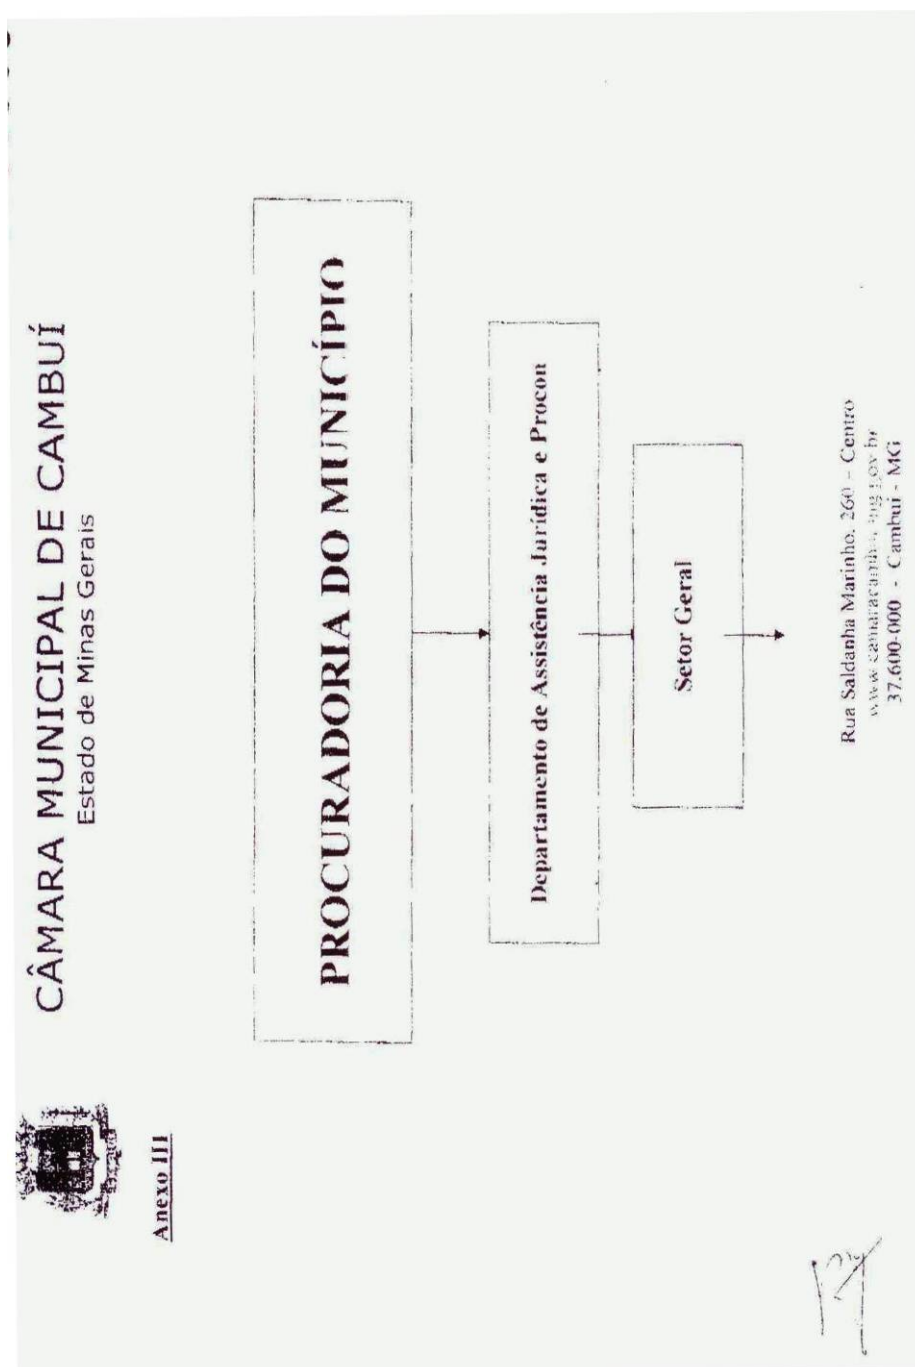 CÂMARA MUNICIPAL DE CAMBUÍ
Estado de Minas Gerais
Anexo III
PROCURADORIA DO MUNICÍPIO
Departamento de Assistência Jurídica e Procon
Setor Geral
Rua Saldanha Marinho, 260 - Centro
37.600-000 - Cambuí - MG